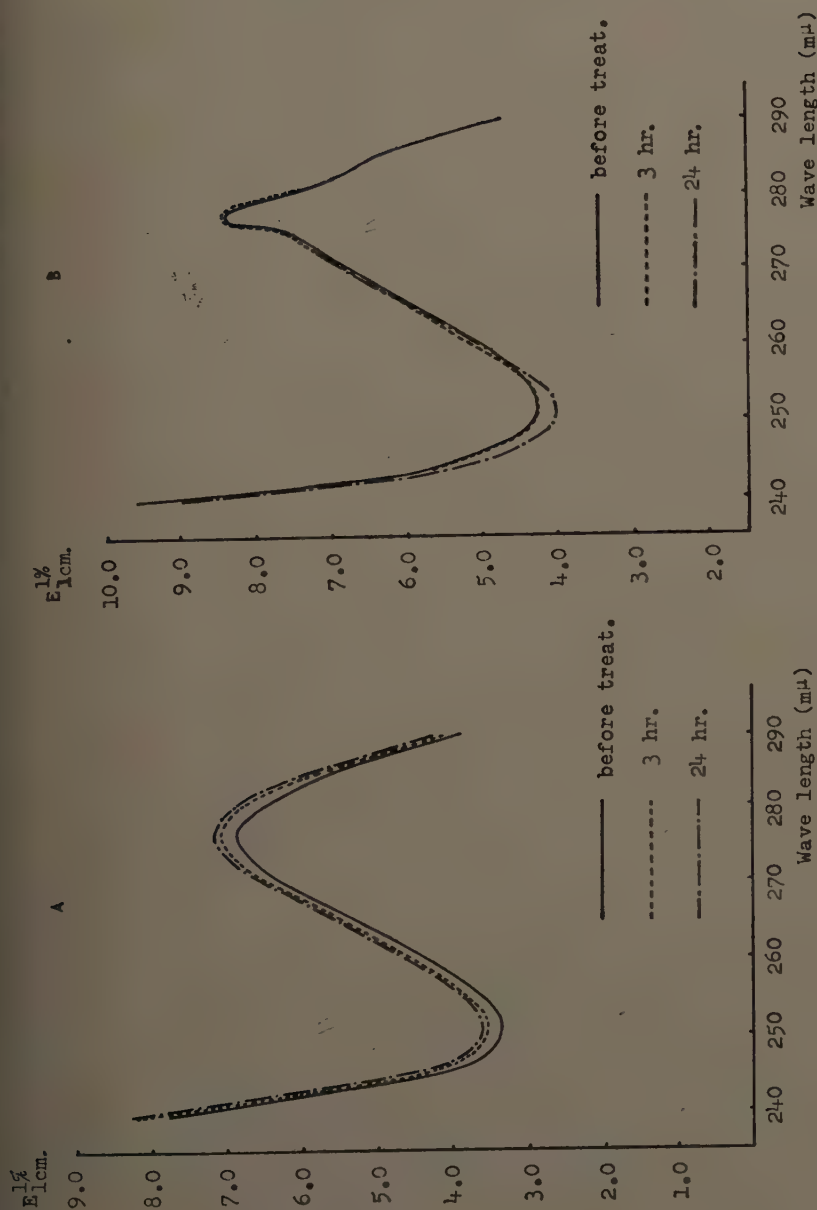 A
E1%
1cm.
9.0
8.0
7.0
6.0
5.0
4.0
3.0
2.0
1.0
before treat.
3 hr.
24 hr.
240 250 260 270 280 290
Wave length (mμ)
B
E1%
1cm.
10.0
9.0
8.0
7.0
6.0
5.0
4.0
3.0
2.0
before treat.
3 hr.
24 hr.
240 250 260 270 280 290
Wave length (mμ)